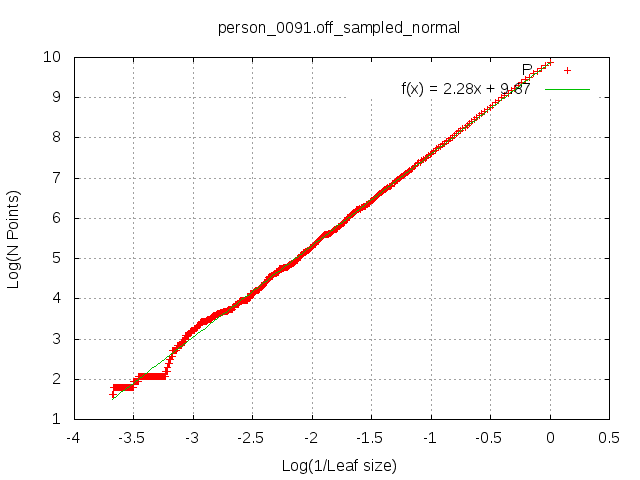 person_0091.off_sampled_normal
10
9
8
7
6
5
4
3
2
1
P
f(x) = 2.28x + 9.87
Log(N Points)
-4 -3.5 -3 -2.5 -2 -1.5 -1 -0.5 0 0.5
Log(1/Leaf size)